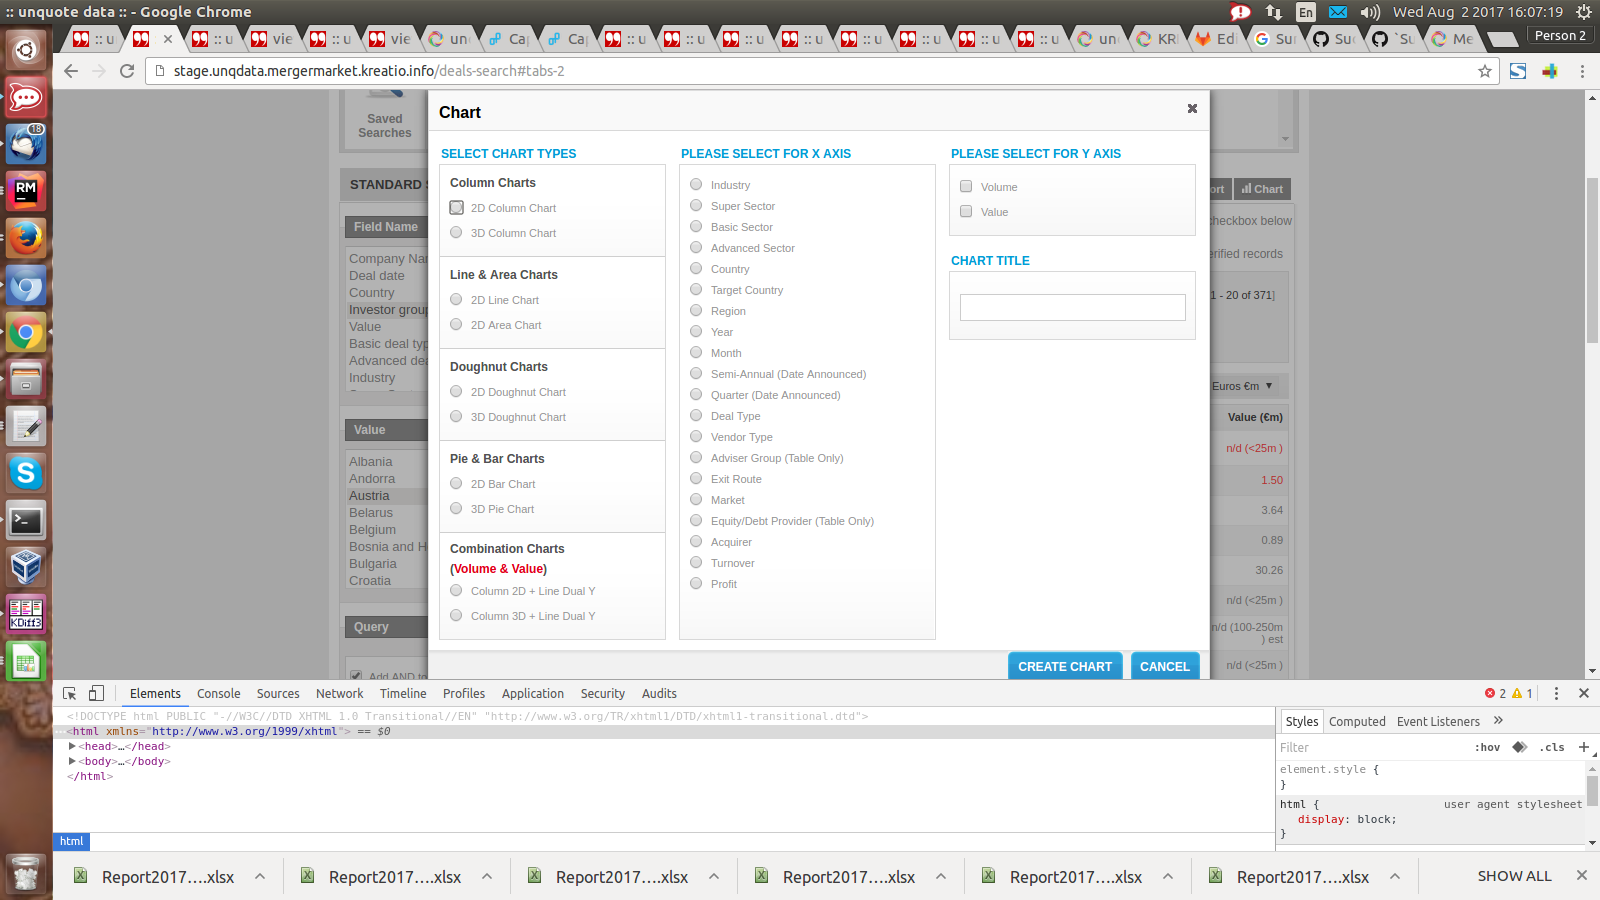 :: unquote data :: - Google Chrome
En
Wed Aug 2 2017 16:07:19
:: u
:: u
vie
:: u
vie
un
Ca
Ca
:: u
:: u
:: u
:: u
:: u
:: u
:: u
:: u
un
KR
Edi
Sur
Suc
`Su
Me
Person 2
stage.unqdata.mergermarket.kreatio.info/deals-search#tabs-2
Saved
Searches
Chart
SELECT CHART TYPES
Column Charts
2D Column Chart
3D Column Chart
Line & Area Charts
2D Line Chart
2D Area Chart
Doughnut Charts
2D Doughnut Chart
3D Doughnut Chart
Pie & Bar Charts
2D Bar Chart
3D Pie Chart
Combination Charts
(Volume & Value)
Column 2D + Line Dual Y
Column 3D + Line Dual Y
PLEASE SELECT FOR X AXIS
Industry
Super Sector
Basic Sector
Advanced Sector
Country
Target Country
Region
Year
Month
Semi-Annual (Date Announced)
Quarter (Date Announced)
Deal Type
Vendor Type
Adviser Group (Table Only)
Exit Route
Market
Equity/Debt Provider (Table Only)
Acquirer
Turnover
Profit
PLEASE SELECT FOR Y AXIS
Volume
Value
CHART TITLE
CREATE CHART
CANCEL
STANDARD S
Field Name
Company Nar
Deal date
Country
Investor group
Value
Basic deal typ
Advanced dea
Industry
Value
Albania
Andorra
Austria
Belarus
Belgium
Bosnia and He
Bulgaria
Croatia
Query
Add AND to
ort
Chart
checkbox below
erified records
1 - 20 of 371]
Euros €m
Value (€m)
n/d (<25m )
1.50
3.64
0.89
30.26
n/d (<25m )
n/d (100-250m
) est
n/d (<25m )
18
RM
KDiff3
Elements
Console
Sources
Network
Timeline
Profiles
Application
Security
Audits
2
1
<!DOCTYPE html PUBLIC "-//W3C//DTD XHTML 1.0 Transitional//EN" "http://www.w3.org/TR/xhtml1/DTD/xhtml1-transitional.dtd">
<html xmlns="http://www.w3.org/1999/xhtml"> == $0
<head>…</head>
<body>…</body>
</html>
html
Styles
Computed
Event Listeners
»
Filter
:hov
.cls
element.style {
}
html {
user agent stylesheet
display: block;
}
Report2017....xlsx
Report2017....xlsx
Report2017....xlsx
Report2017....xlsx
Report2017....xlsx
Report2017....xlsx
SHOW ALL